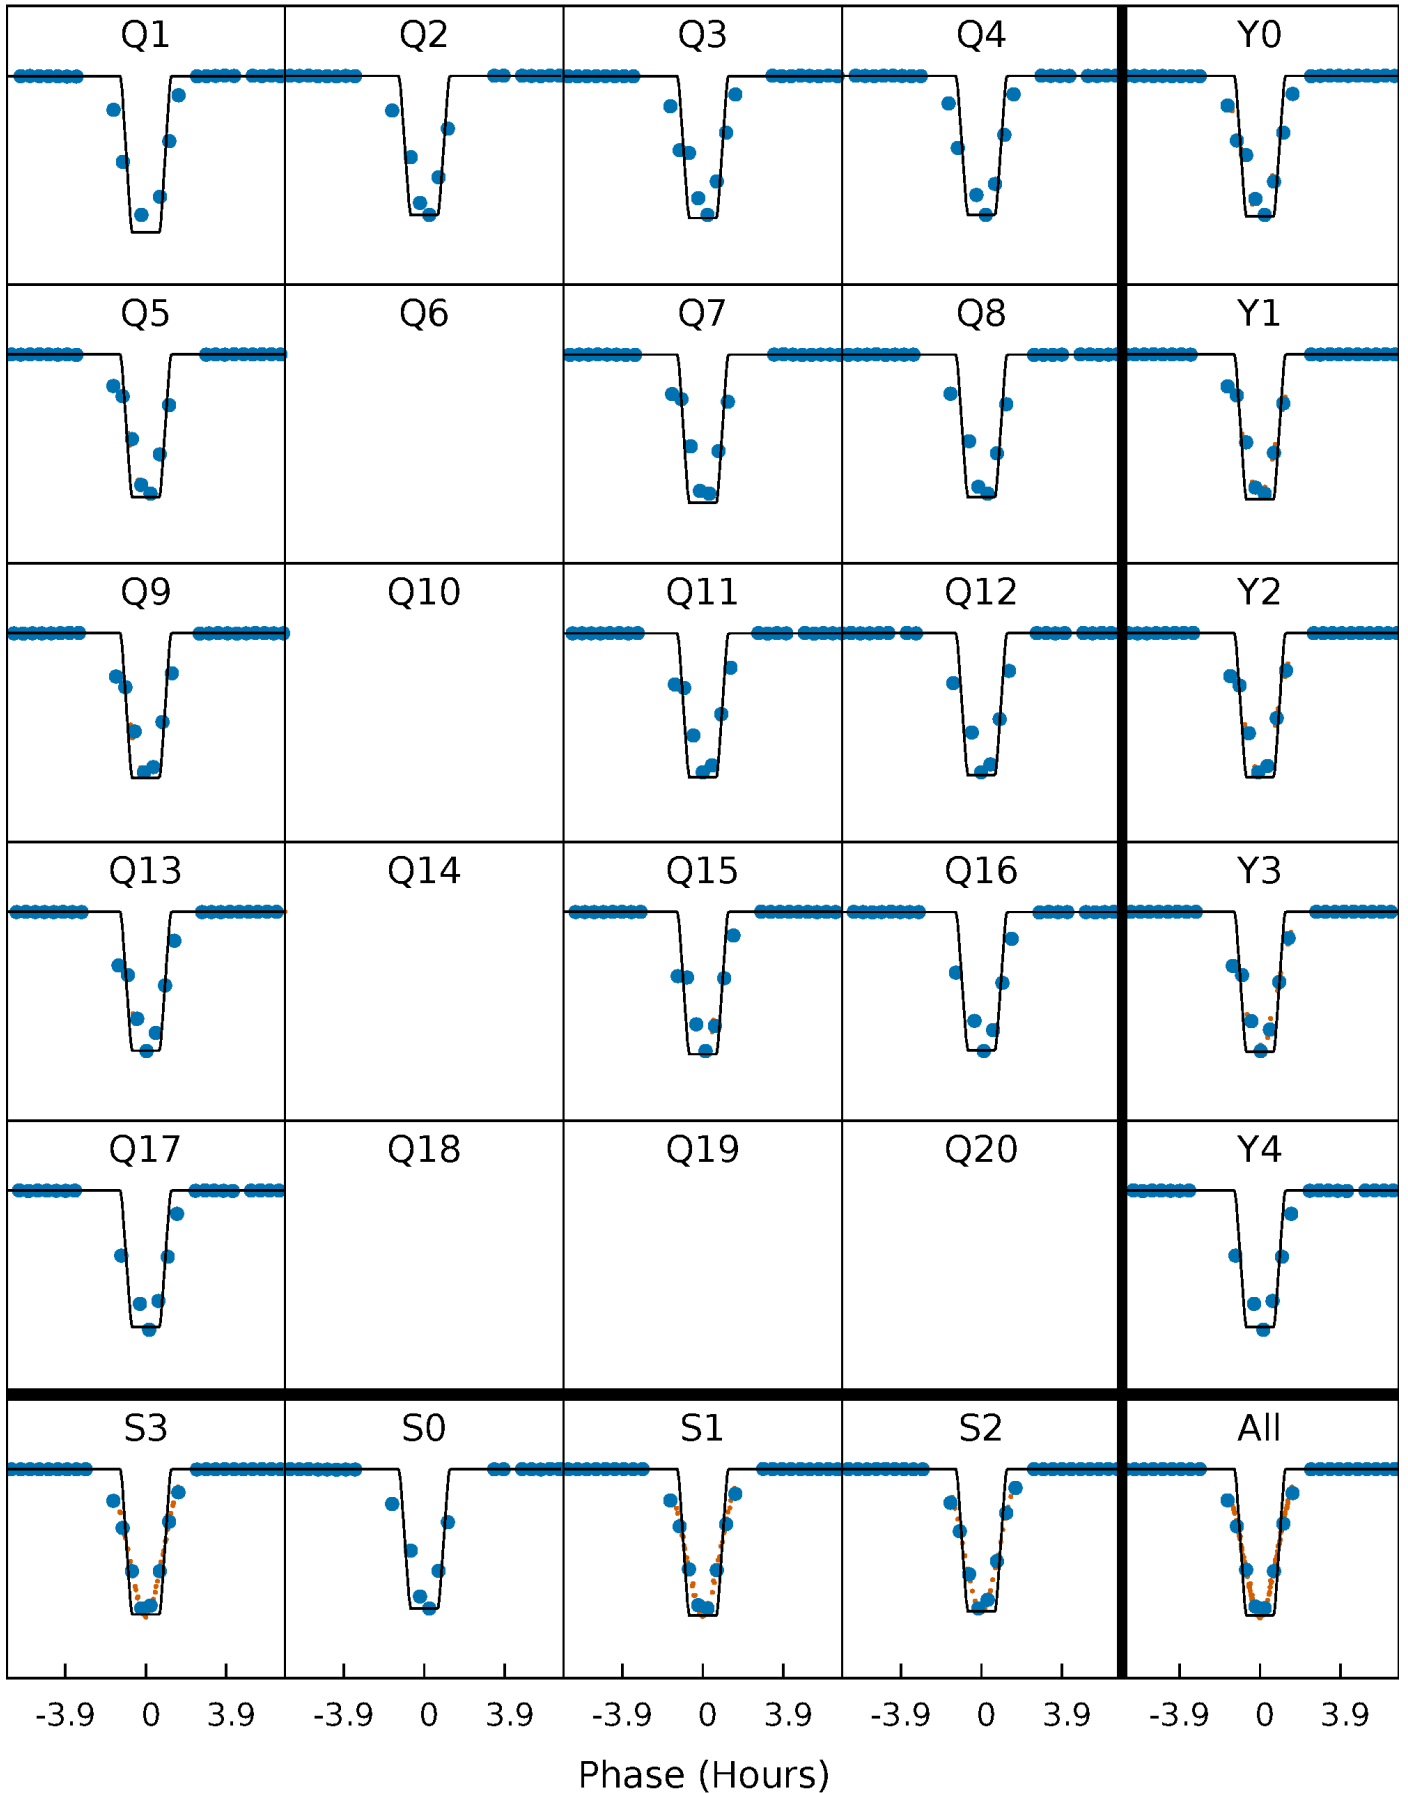 Q1 Q2 Q3 Q4 Y0
Q5 Q6 Q7 Q8 Y1
Q9 Q10 Q11 Q12 Y2
Q13 Q14 Q15 Q16 Y3
Q17 Q18 Q19 Q20 Y4
S3 S0 S1 S2 All
-3.9 0 3.9 -3.9 0 3.9 -3.9 0 3.9 -3.9 0 3.9 -3.9 0 3.9
Phase (Hours)